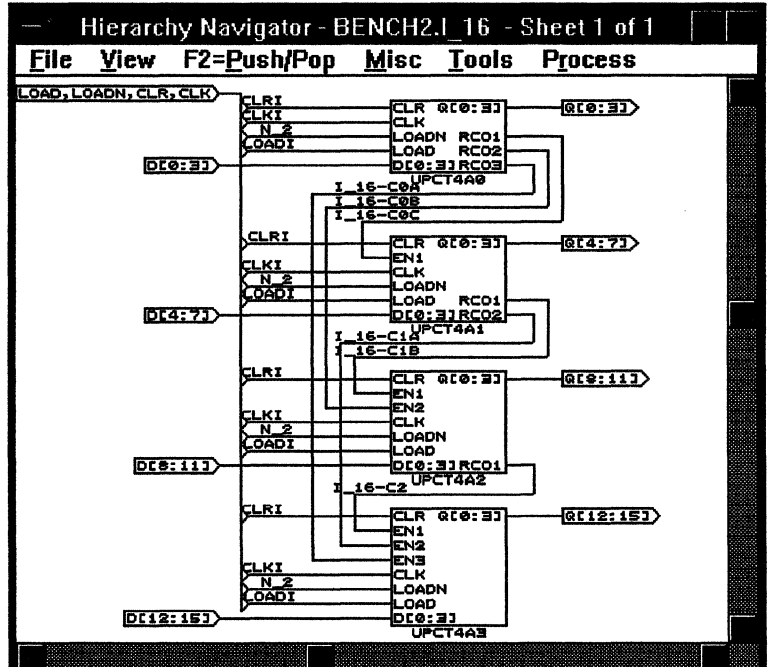 Hierarchy Navigator - BENCH2.I_16 - Sheet 1 of 1
File View F2=Push/Pop Misc Tools Process
LOAD,LOADN,CLR,CLK
CLRI
CLKI
N_2
LOADI
D[0:3]
CLR Q[0:3]
CLK
LOADN RCO1
LOAD RCO2
D[0:3] RCO3
UPCT4A0
Q[0:3]
I_16-C0A
I_16-C0B
I_16-C0C
CLRI
CLKI
N_2
LOADI
D[4:7]
CLR Q[0:3]
EN1
CLK
LOADN
LOAD RCO1
D[0:3] RCO2
UPCT4A1
Q[4:7]
I_16-C1A
I_16-C1B
CLRI
CLKI
N_2
LOADI
D[8:11]
CLR Q[0:3]
EN1
EN2
CLK
LOADN
LOAD
D[0:3] RCO1
UPCT4A2
Q[8:11]
I_16-C2
CLRI
CLKI
N_2
LOADI
D[12:15]
CLR Q[0:3]
EN1
EN2
EN3
CLK
LOADN
LOAD
D[0:3]
UPCT4A3
Q[12:15]